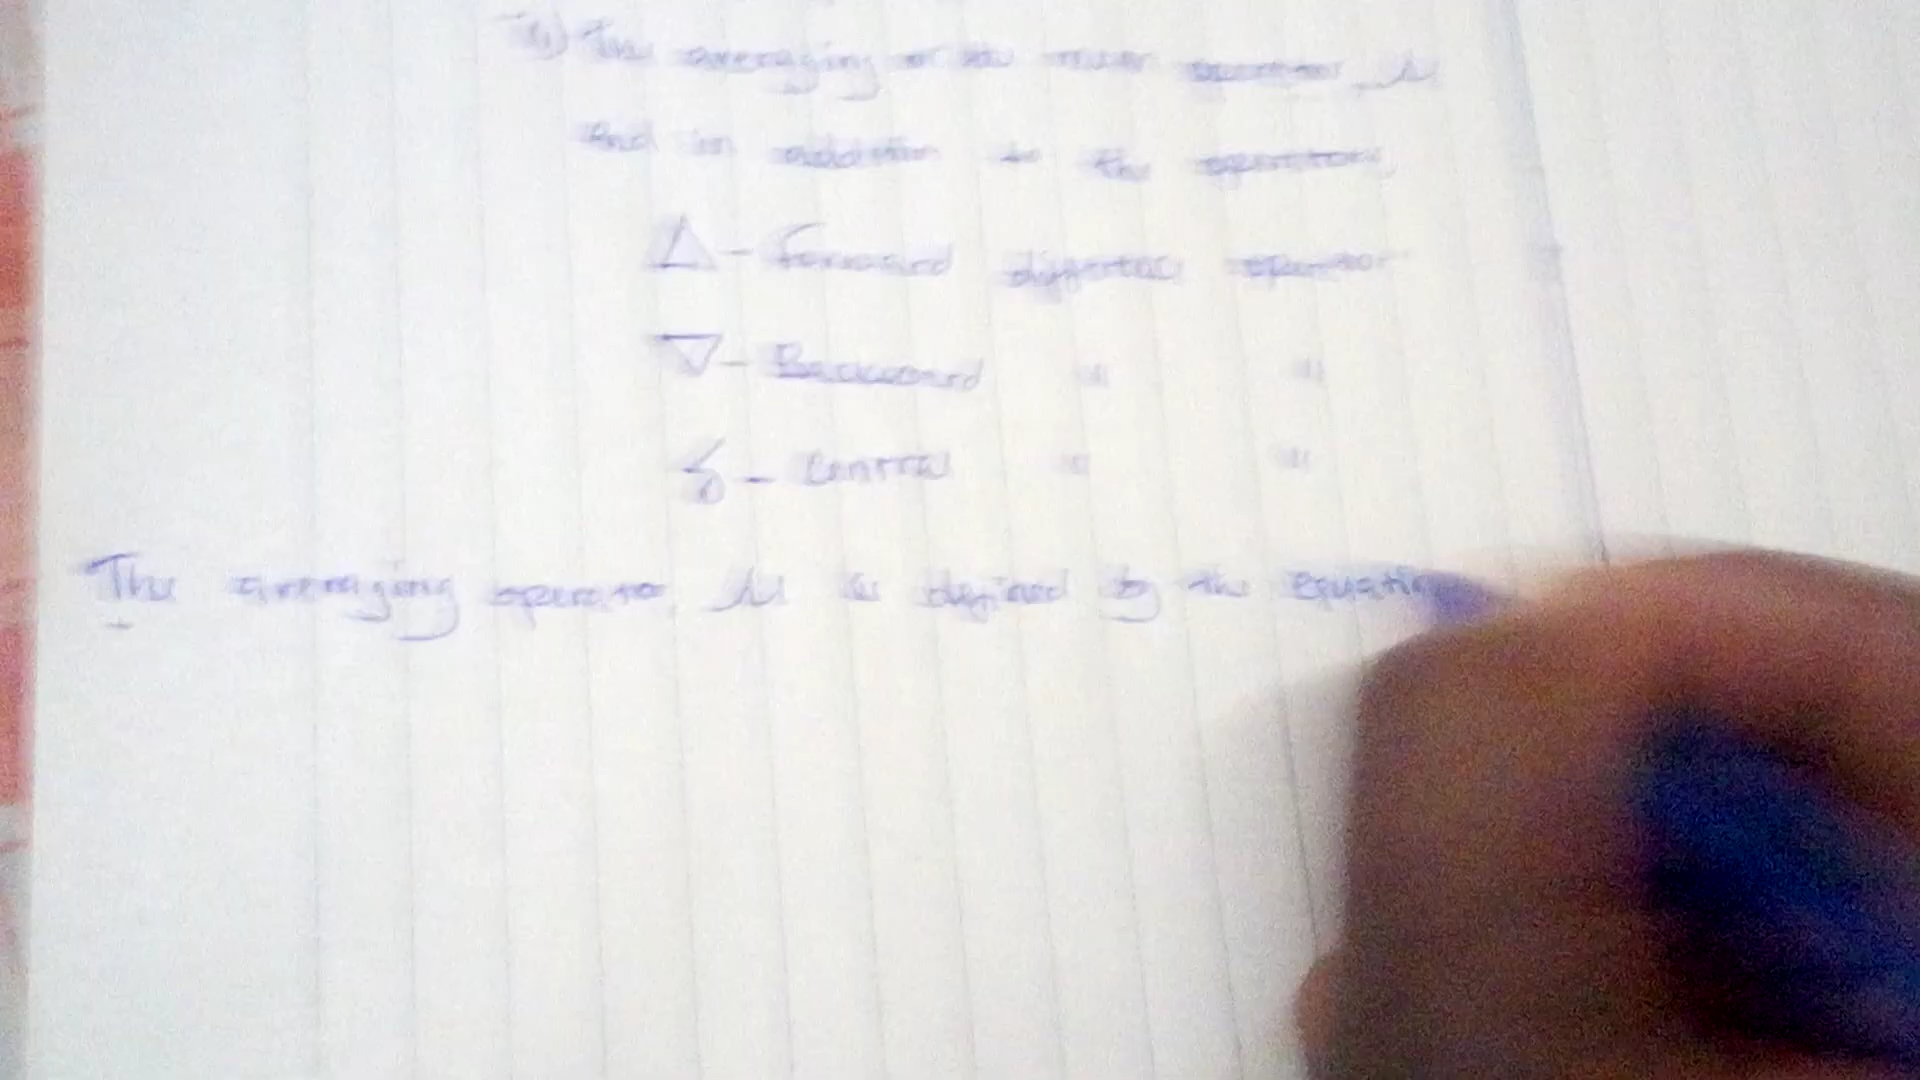 ii) The averaging or the mean operator μ
And in addition to the operators,
△ - Forward difference operator
▽ - Backward " "
δ - Central " "
The averaging operator, μ is defined by the equation